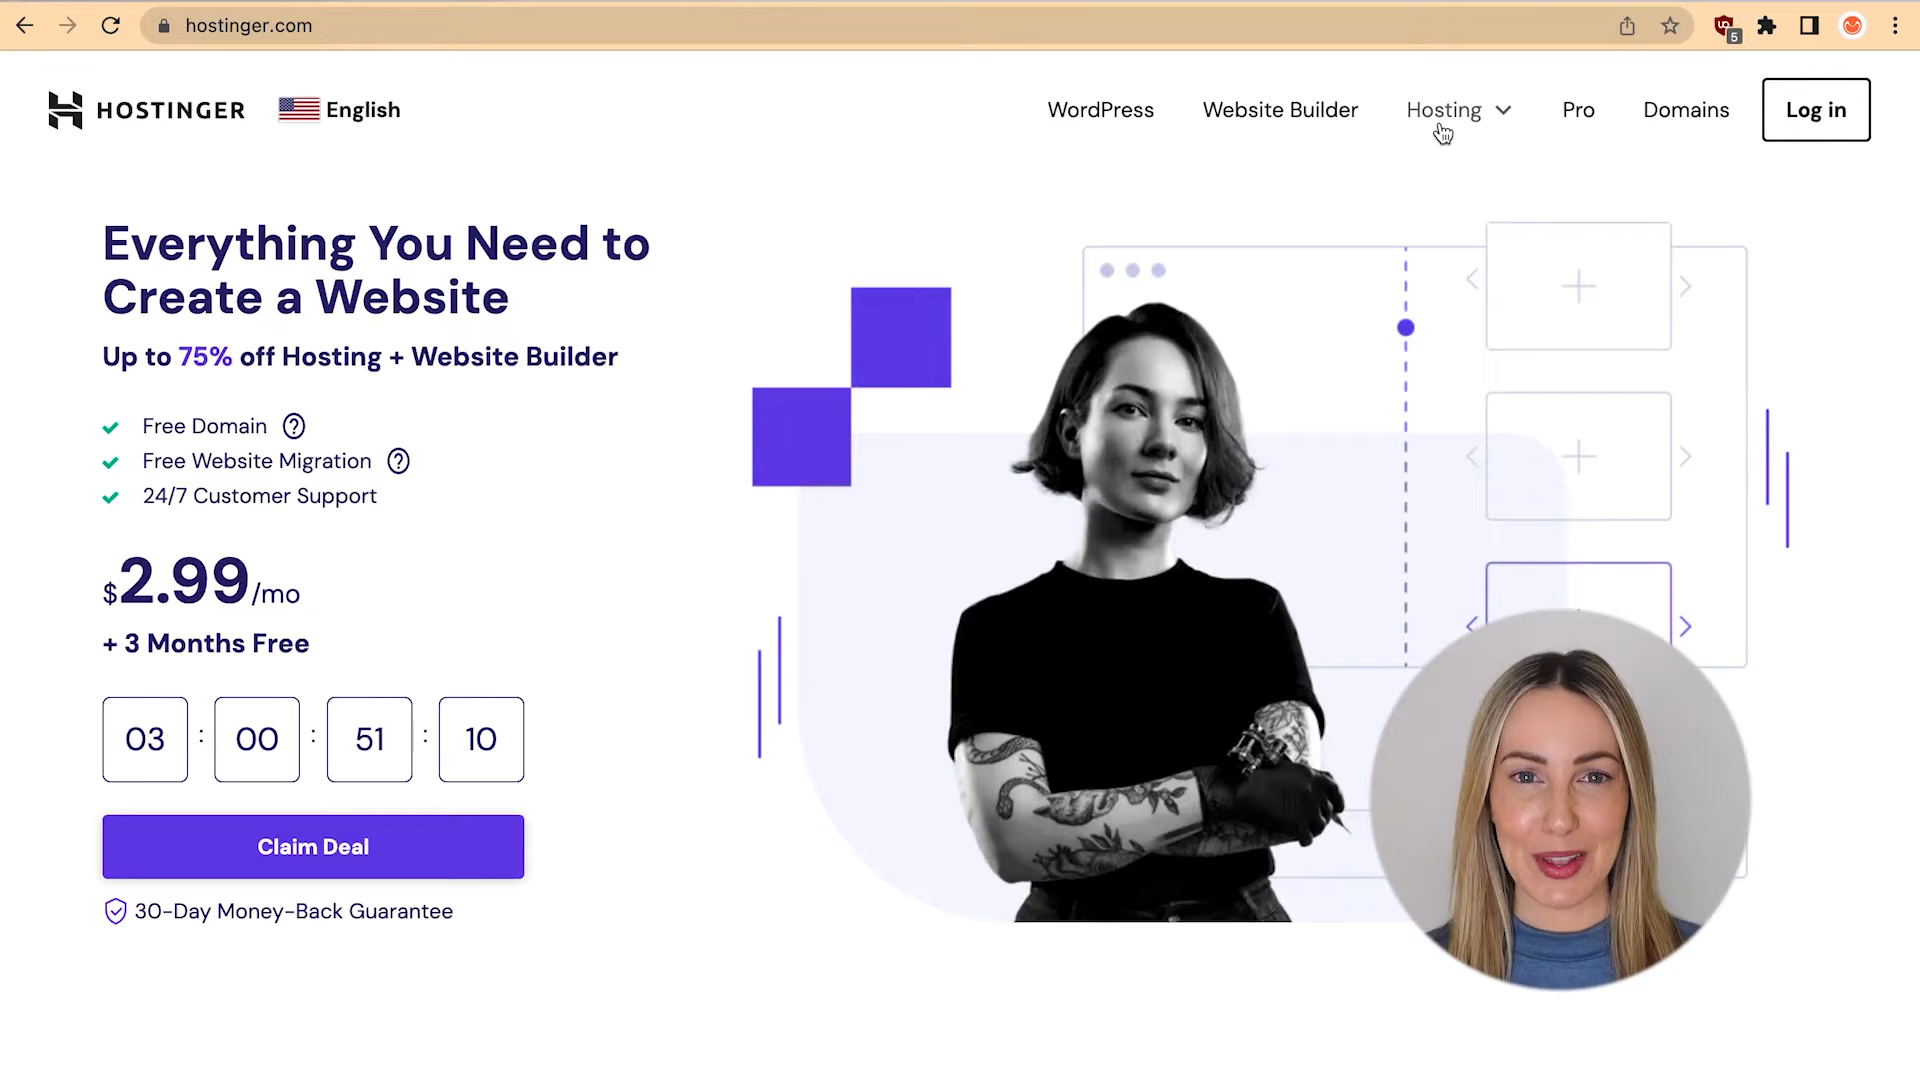 hostinger.com
5
HOSTINGER
English
WordPress
Website Builder
Hosting
Pro
Domains
Log in
Everything You Need to
Create a Website
Up to 75% off Hosting + Website Builder
Free Domain ?
Free Website Migration ?
24/7 Customer Support
$2.99/mo
+ 3 Months Free
03 : 00 : 51 : 10
Claim Deal
30-Day Money-Back Guarantee